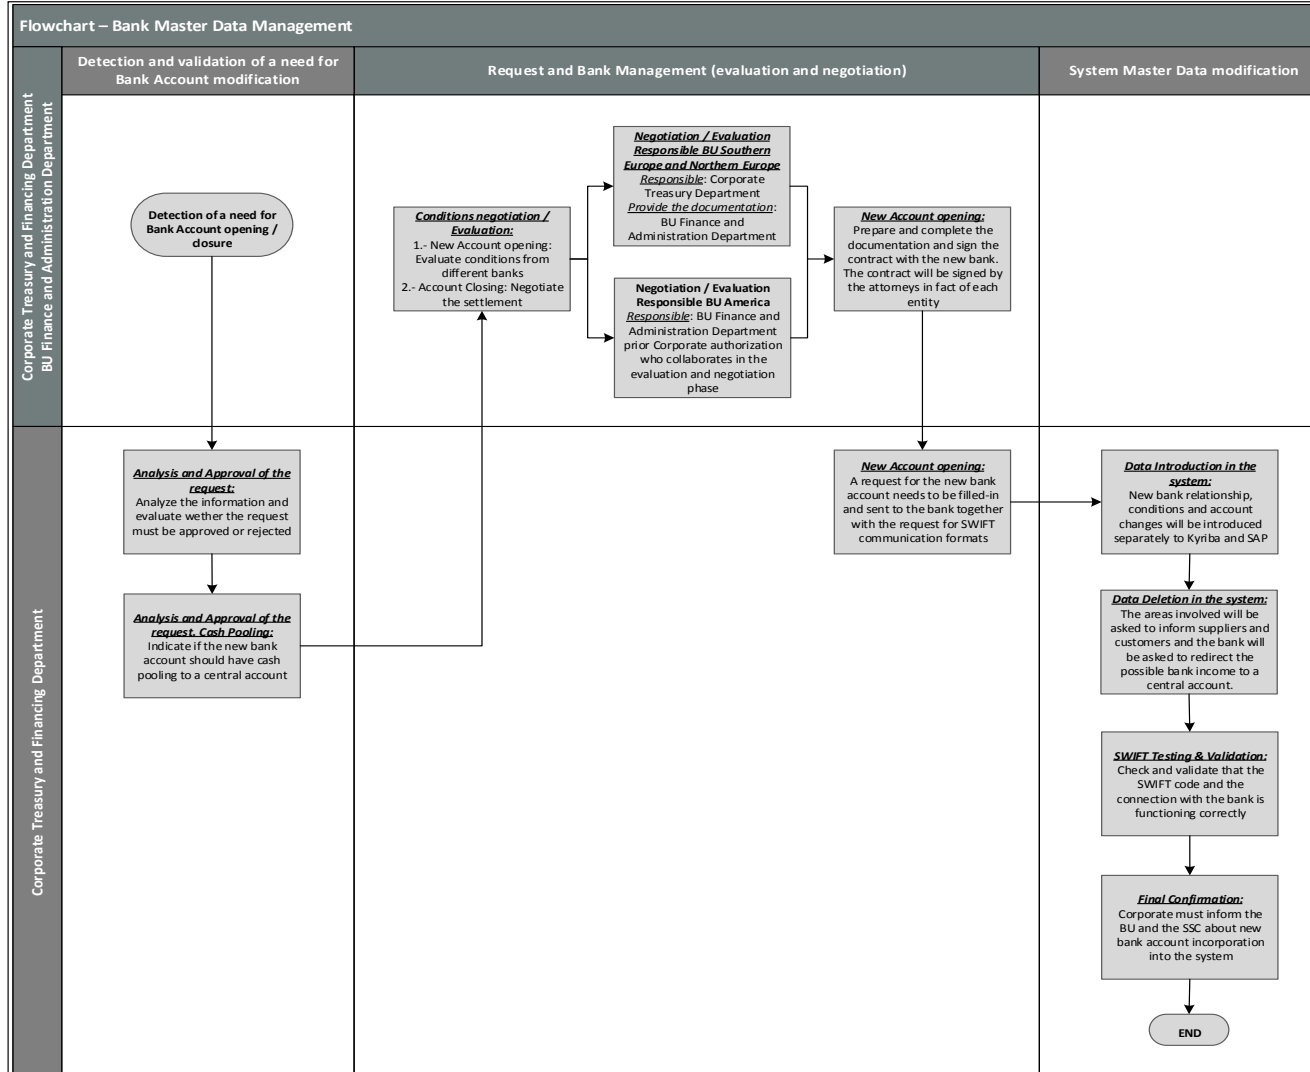 Flowchart – Bank Master Data Management
Detection and validation of a need for
Bank Account modification
Request and Bank Management (evaluation and negotiation)
System Master Data modification
Corporate Treasury and Financing Department
BU Finance and Administration Department
Detection of a need for
Bank Account opening /
closure
Conditions negotiation /
Evaluation:
1.- New Account opening:
Evaluate conditions from
different banks
2.- Account Closing: Negotiate
the settlement
Negotiation / Evaluation
Responsible BU Southern
Europe and Northern Europe
Responsible: Corporate
Treasury Department
Provide the documentation:
BU Finance and
Administration Department
Negotiation / Evaluation
Responsible BU America
Responsible: BU Finance and
Administration Department
prior Corporate authorization
who collaborates in the
evaluation and negotiation
phase
New Account opening:
Prepare and complete the
documentation and sign the
contract with the new bank.
The contract will be signed by
the attorneys in fact of each
entity
Corporate Treasury and Financing Department
Analysis and Approval of the
request:
Analyze the information and
evaluate wether the request
must be approved or rejected
Analysis and Approval of the
request. Cash Pooling:
Indicate if the new bank
account should have cash
pooling to a central account
New Account opening:
A request for the new bank
account needs to be filled-in
and sent to the bank together
with the request for SWIFT
communication formats
Data Introduction in the
system:
New bank relationship,
conditions and account
changes will be introduced
separately to Kyriba and SAP
Data Deletion in the system:
The areas involved will be
asked to inform suppliers and
customers and the bank will
be asked to redirect the
possible bank income to a
central account.
SWIFT Testing & Validation:
Check and validate that the
SWIFT code and the
connection with the bank is
functioning correctly
Final Confirmation:
Corporate must inform the
BU and the SSC about new
bank account incorporation
into the system
END